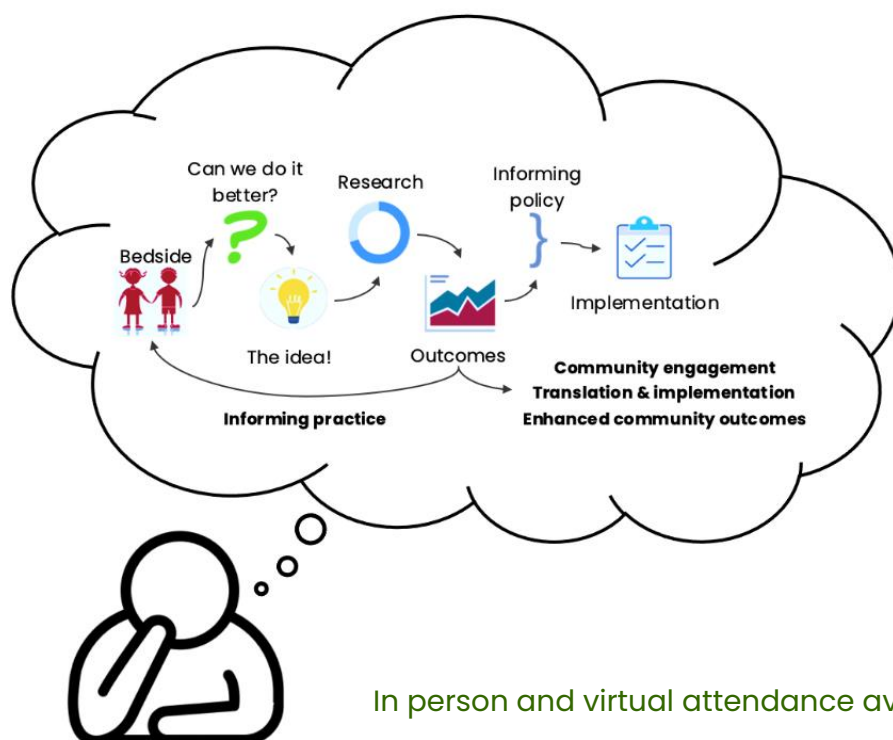 Can we do it
better?
Research
Informing
policy
Bedside
Implementation
The idea!
Outcomes
Community engagement
Translation & implementation
Informing practice
Enhanced community outcomes
In person and virtual attendance